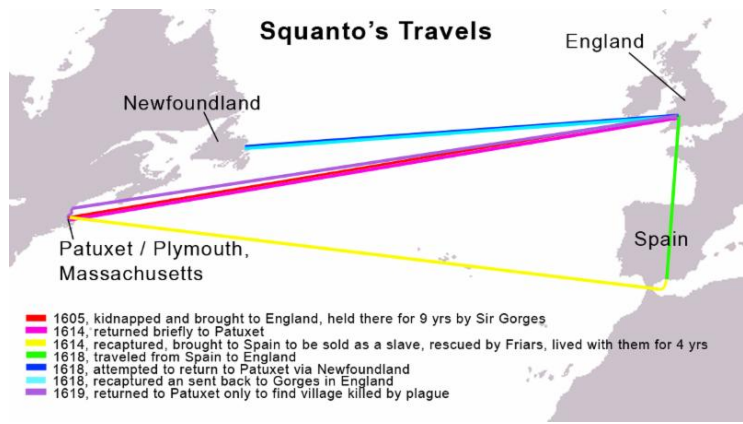 Squanto's Travels
England
Newfoundland
Patuxet / Plymouth,
Massachusetts
Spain
1605, kidnapped and brought to England, held there for 9 yrs by Sir Gorges
1614, returned briefly to Patuxet
1614, recaptured, brought to Spain to be sold as a slave, rescued by Friars, lived with them for 4 yrs
1618, traveled from Spain to England
1618, attempted to return to Patuxet via Newfoundland
1618, recaptured an sent back to Gorges in England
1619, returned to Patuxet only to find village killed by plague